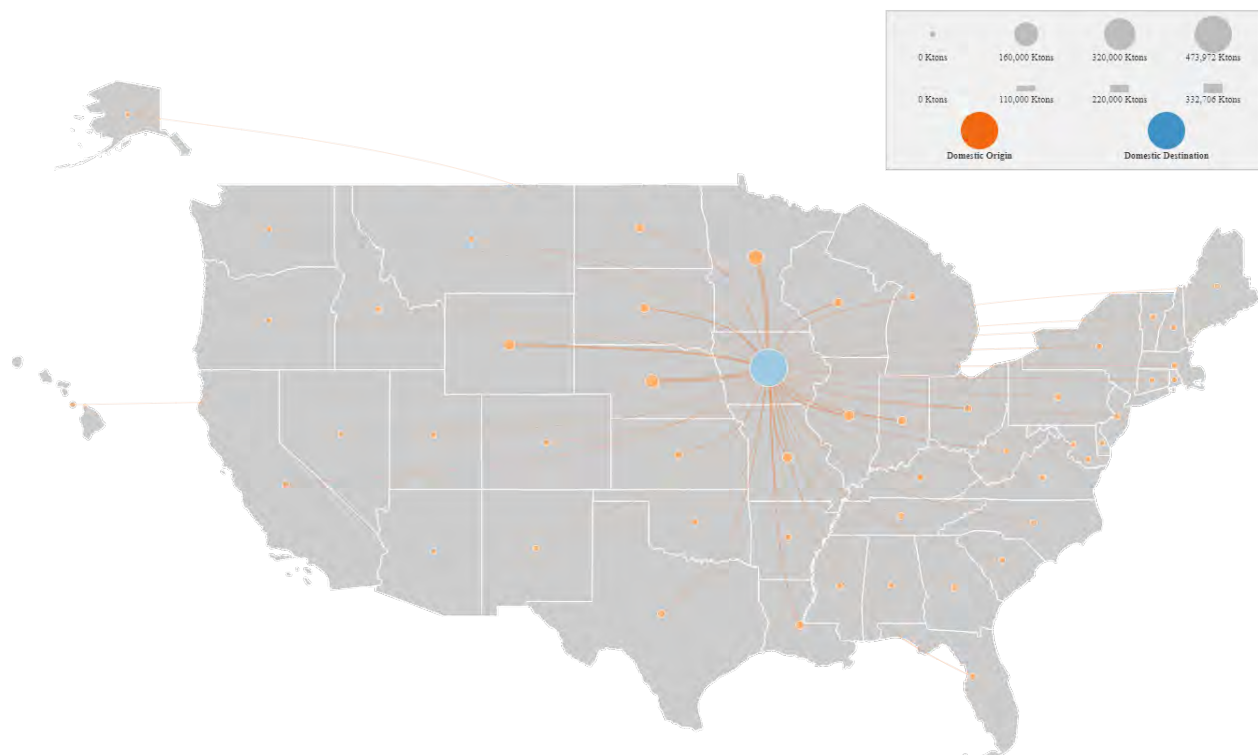 0 Ktons 160,000 Ktons 320,000 Ktons 473,972 Ktons
0 Ktons 110,000 Ktons 220,000 Ktons 332,706 Ktons
Domestic Origin Domestic Destination